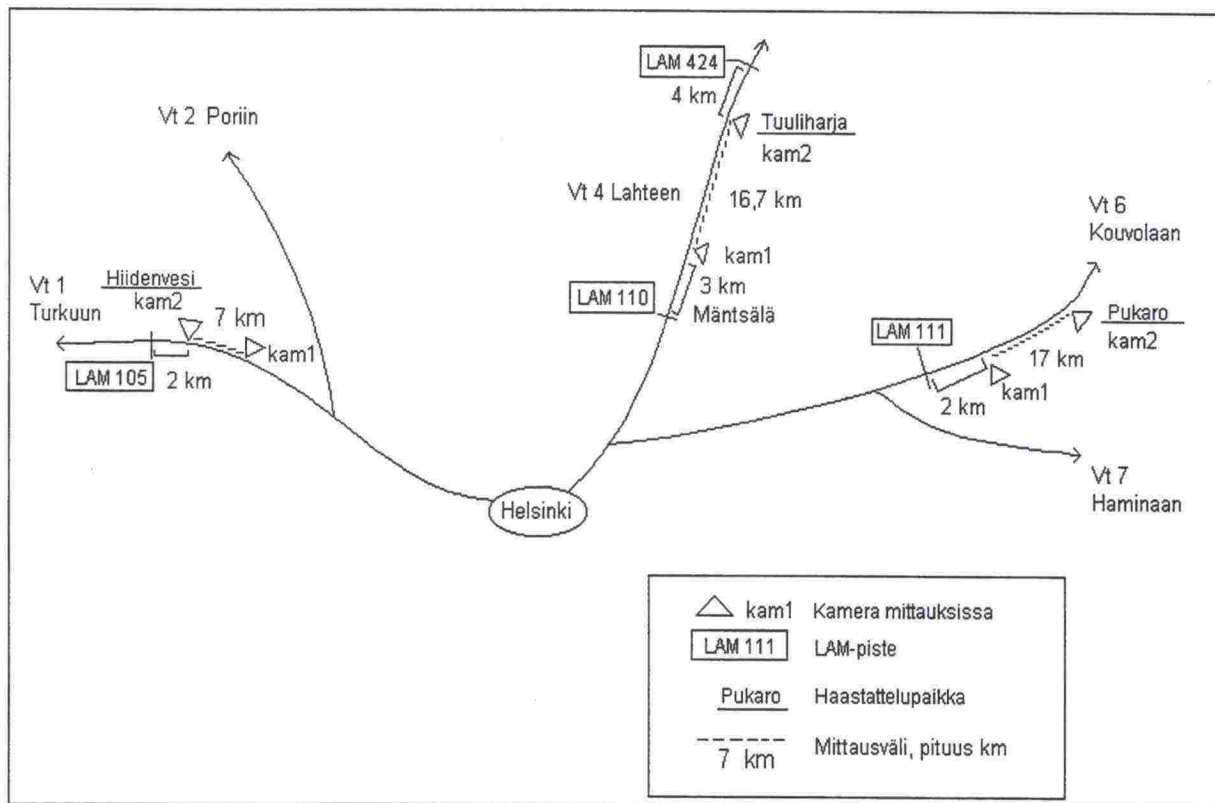 LAM 424
4 km
Vt 2 Poriin
Tuuliharja
kam2
Vt 4 Lahteen
16,7 km
Vt 6
Kouvolaan
kam1
3 km
Mäntsälä
LAM 110
Hiidenvesi
kam2
7 km
kam1
Vt 1
Turkuun
LAM 105
2 km
LAM 111
Pukaro
kam2
17 km
kam1
2 km
Vt 7
Haminaan
Helsinki
kam1 Kamera mittauksissa
LAM 111 LAM-piste
Pukaro Haastattelupaikka
7 km Mittausväli, pituus km